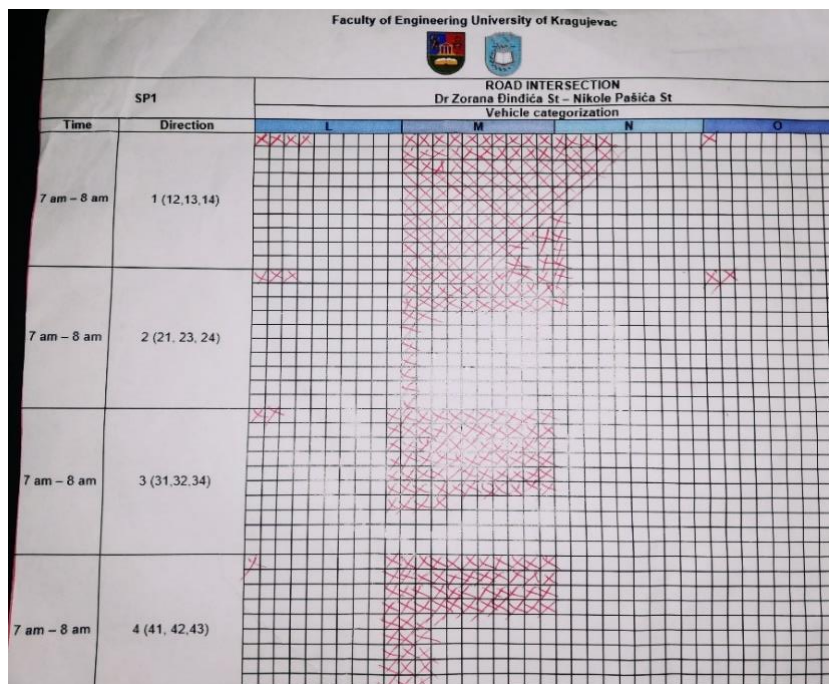 Faculty of Engineering University of Kragujevac
SP1
ROAD INTERSECTION
Dr Zorana Đinđića St – Nikole Pašića St
Vehicle categorization
Time Direction L M N O
7 am – 8 am 1 (12,13,14)
7 am – 8 am 2 (21, 23, 24)
7 am – 8 am 3 (31,32,34)
7 am – 8 am 4 (41, 42,43)